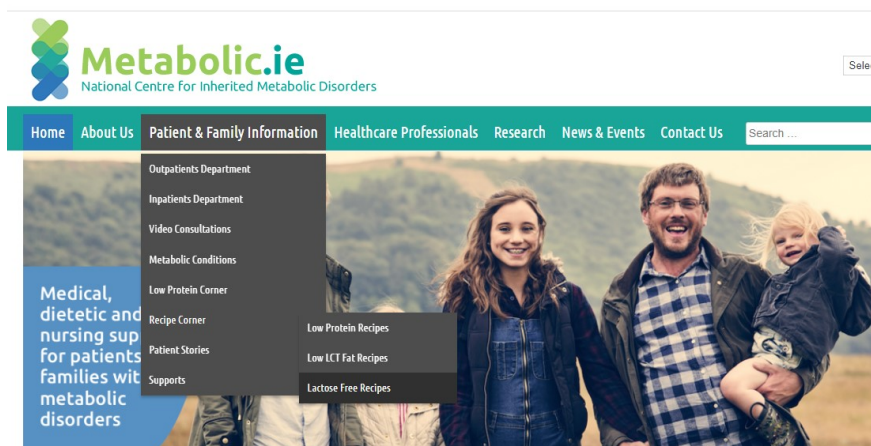 Metabolic.ie
National Centre for Inherited Metabolic Disorders
Home About Us Patient & Family Information Healthcare Professionals Research News & Events Contact Us Search ...
Outpatients Department
Inpatients Department
Video Consultations
Metabolic Conditions
Low Protein Corner
Recipe Corner
Patient Stories
Supports
Low Protein Recipes
Low LCT Fat Recipes
Lactose Free Recipes
Medical,
dietetic and
nursing sup
for patients
families wit
metabolic
disorders